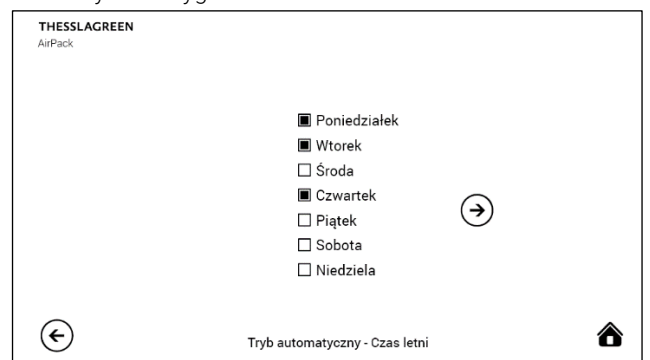 THESSLAGREEN
AirPack
Poniedziałek
Wtorek
Środa
Czwartek
Piątek
Sobota
Niedziela
Tryb automatyczny - Czas letni